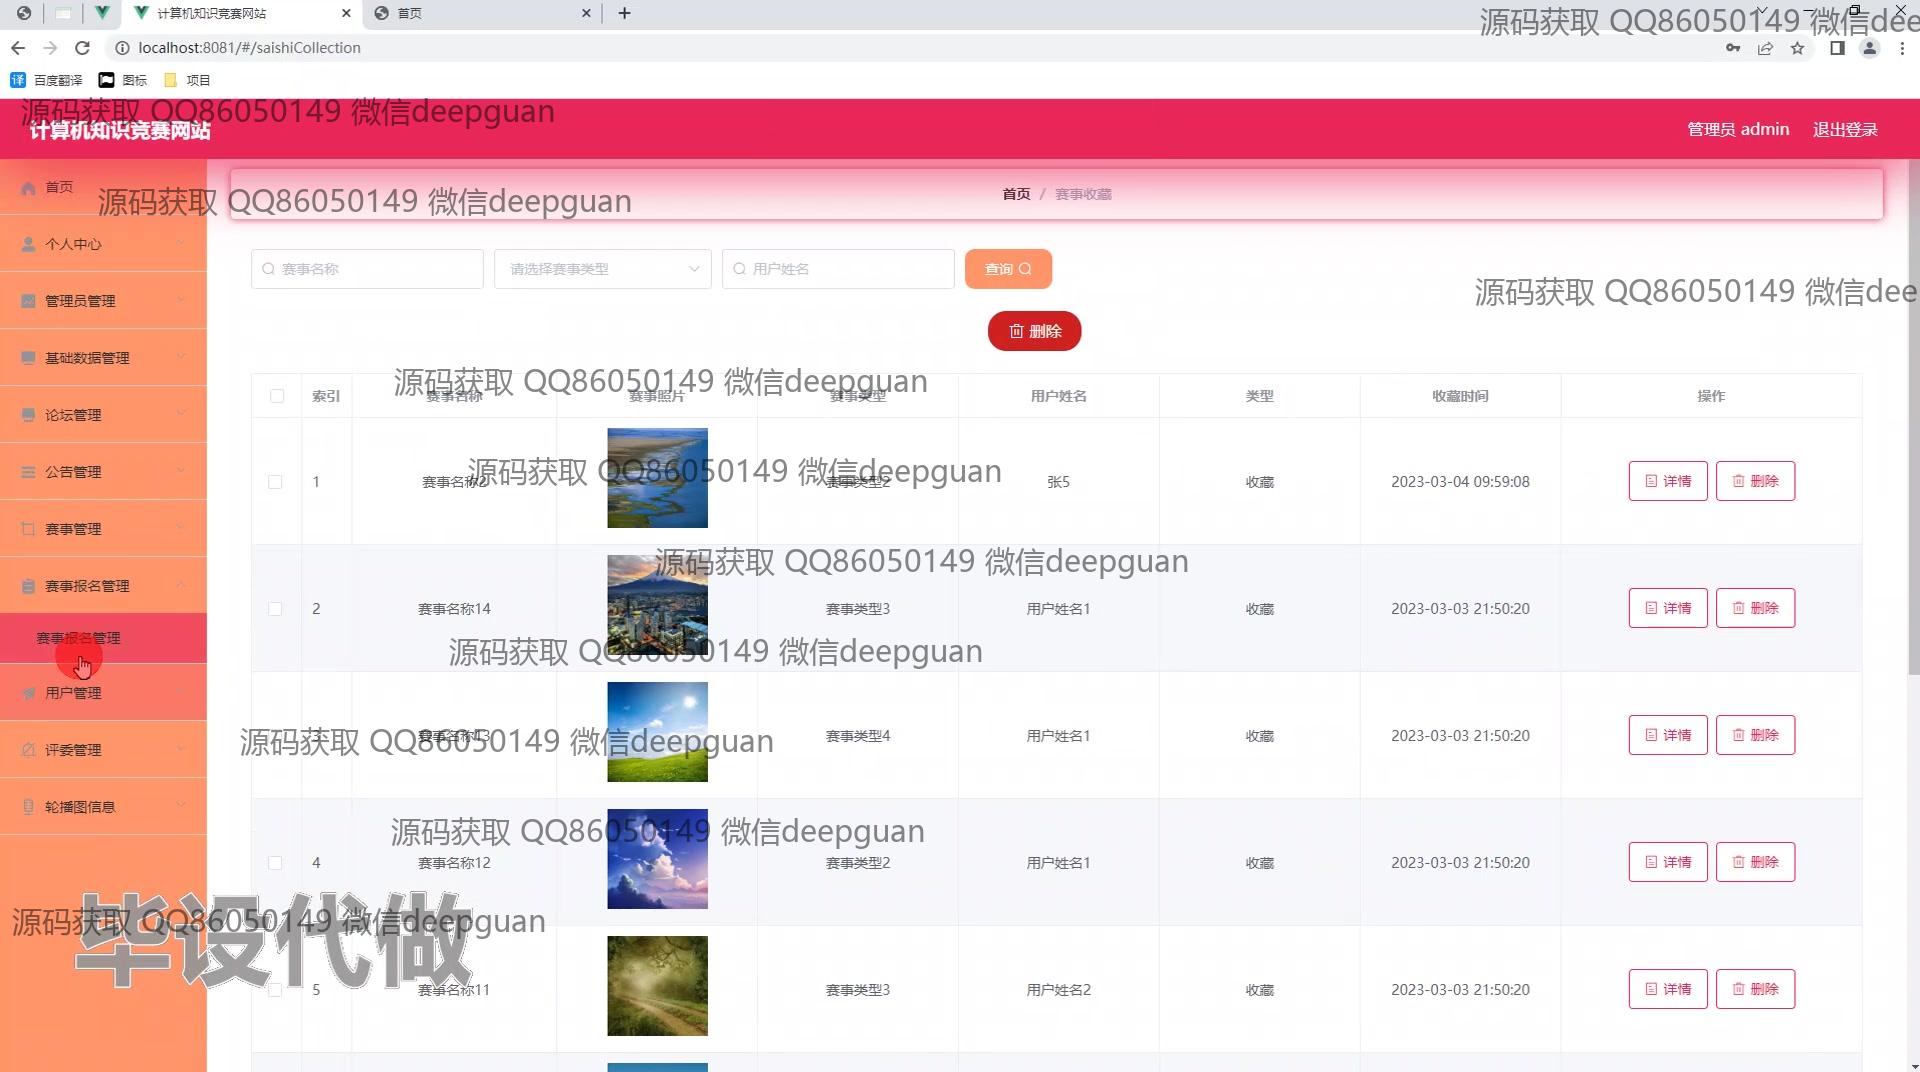 计算机知识竞赛网站
首页
源码获取 QQ86050149 微信dee
localhost:8081/#/saishiCollection
百度翻译
图标
项目
源码获取 QQ86050149 微信deepguan
计算机知识竞赛网站
管理员 admin
退出登录
首页
个人中心
管理员管理
基础数据管理
论坛管理
公告管理
赛事管理
赛事报名管理
赛事报名管理
用户管理
评委管理
轮播图信息
源码获取 QQ86050149 微信deepguan
首页 / 赛事收藏
赛事名称
请选择赛事类型
用户姓名
查询
源码获取 QQ86050149 微信dee
删除
源码获取 QQ86050149 微信deepguan
索引 赛事名称 赛事照片 赛事类型 用户姓名 类型 收藏时间 操作
源码获取 QQ86050149 微信deepguan
1 赛事名称2 赛事类型2 张5 收藏 2023-03-04 09:59:08 详情 删除
源码获取 QQ86050149 微信deepguan
2 赛事名称14 赛事类型3 用户姓名1 收藏 2023-03-03 21:50:20 详情 删除
源码获取 QQ86050149 微信deepguan
3 赛事名称13 赛事类型4 用户姓名1 收藏 2023-03-03 21:50:20 详情 删除
源码获取 QQ86050149 微信deepguan
源码获取 QQ86050149 微信deepguan
4 赛事名称12 赛事类型2 用户姓名1 收藏 2023-03-03 21:50:20 详情 删除
源码获取 QQ86050149 微信deepguan
毕设代做
5 赛事名称11 赛事类型3 用户姓名2 收藏 2023-03-03 21:50:20 详情 删除